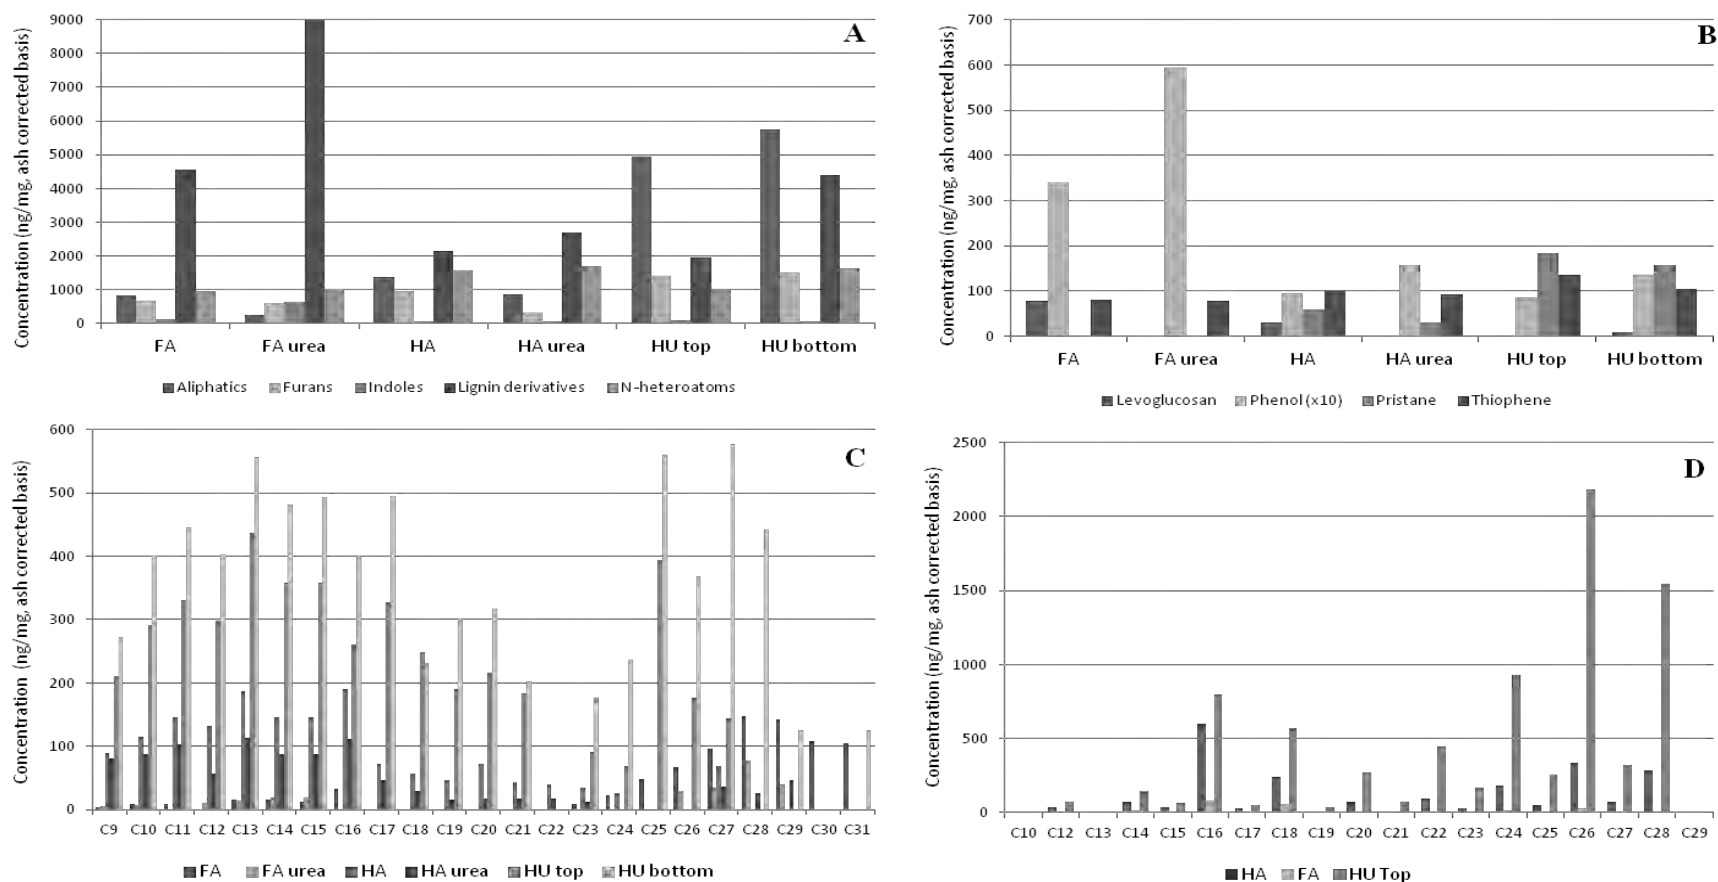 A
Concentration (ng/mg, ash corrected basis)
9000
8000
7000
6000
5000
4000
3000
2000
1000
0
FA FA urea HA HA urea HU top HU bottom
Aliphatics Furans Indoles Lignin derivatives N-heteroatoms
B
Concentration (ng/mg, ash corrected basis)
700
600
500
400
300
200
100
0
FA FA urea HA HA urea HU top HU bottom
Levoglucosan Phenol (x10) Pristane Thiophene
C
Concentration (ng/mg, ash corrected basis)
600
500
400
300
200
100
0
C9 C10 C11 C12 C13 C14 C15 C16 C17 C18 C19 C20 C21 C22 C23 C24 C25 C26 C27 C28 C29 C30 C31
FA FA urea HA HA urea HU top HU bottom
D
Concentration (ng/mg, ash corrected basis)
2500
2000
1500
1000
500
0
C10 C12 C13 C14 C15 C16 C17 C18 C19 C20 C21 C22 C23 C24 C25 C26 C27 C28 C29
HA FA HU Top